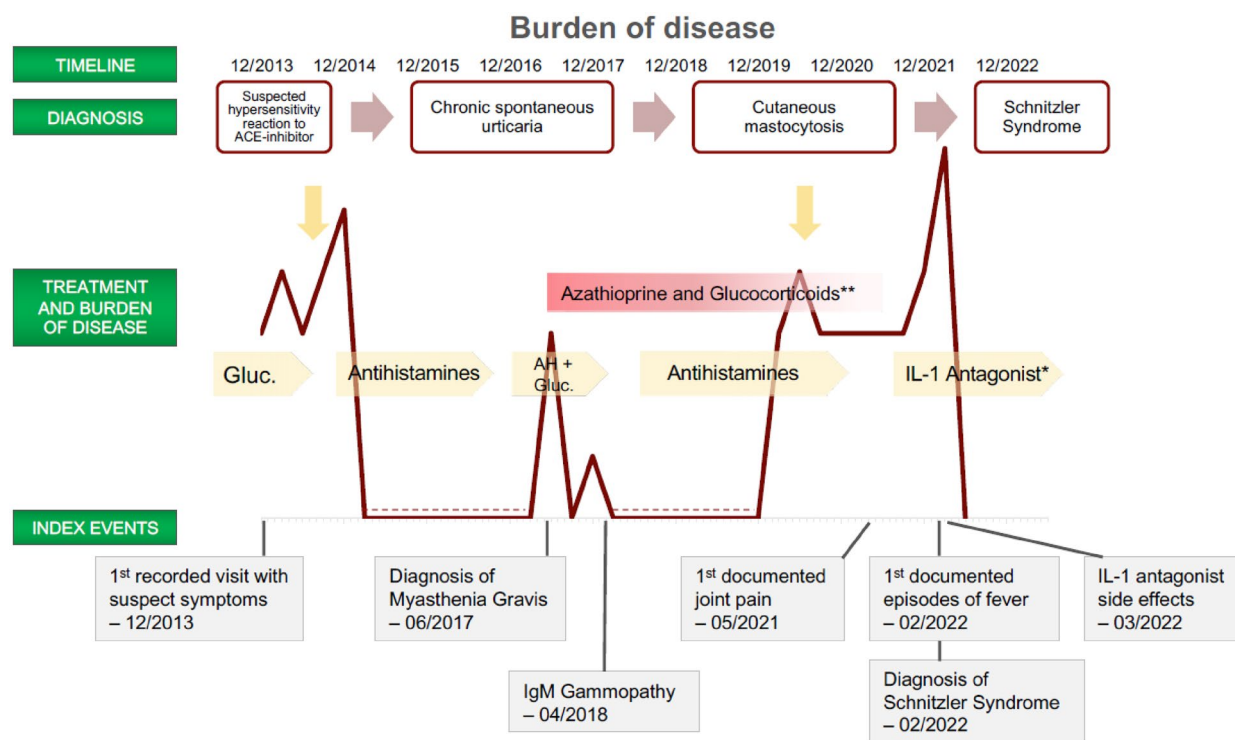 Burden of disease
TIMELINE
12/2013 12/2014 12/2015 12/2016 12/2017 12/2018 12/2019 12/2020 12/2021 12/2022
DIAGNOSIS
Suspected
hypersensitivity
reaction to
ACE-inhibitor
Chronic spontaneous
urticaria
Cutaneous
mastocytosis
Schnitzler
Syndrome
TREATMENT
AND BURDEN
OF DISEASE
Azathioprine and Glucocorticoids**
Gluc.
Antihistamines
AH +
Gluc.
Antihistamines
IL-1 Antagonist*
INDEX EVENTS
1st recorded visit with
suspect symptoms
– 12/2013
Diagnosis of
Myasthenia Gravis
– 06/2017
1st documented
joint pain
– 05/2021
1st documented
episodes of fever
– 02/2022
IL-1 antagonist
side effects
– 03/2022
IgM Gammopathy
– 04/2018
Diagnosis of
Schnitzler Syndrome
– 02/2022